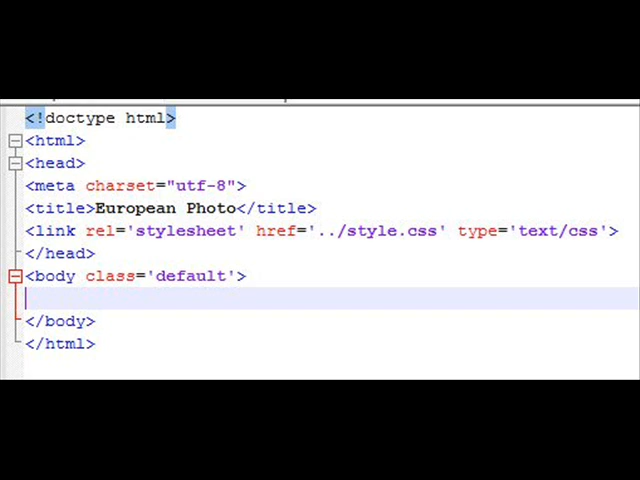 <!doctype html>
<html>
<head>
<meta charset="utf-8">
<title>European Photo</title>
<link rel='stylesheet' href='../style.css' type='text/css'>
</head>
<body class='default'>
</body>
</html>